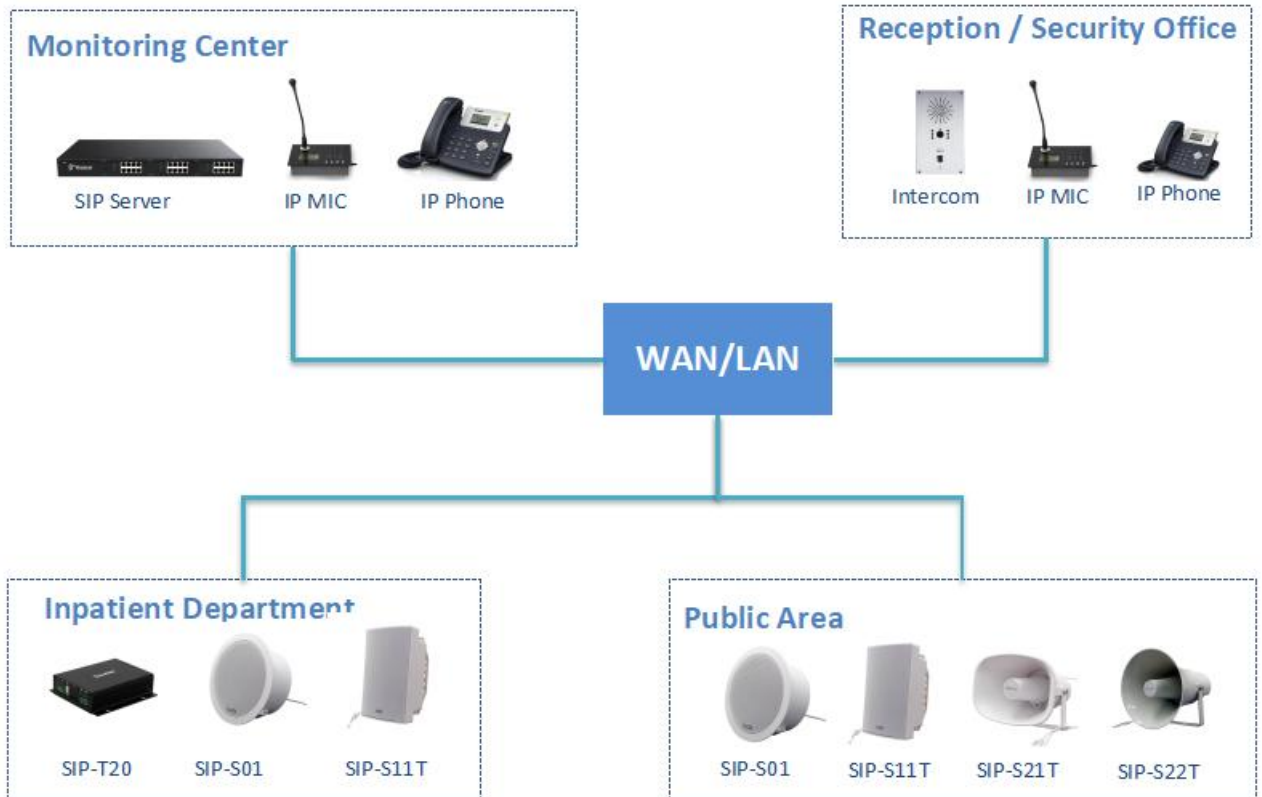 Monitoring Center
SIP Server IP MIC IP Phone
Reception / Security Office
Intercom IP MIC IP Phone
WAN/LAN
Inpatient Department
SIP-T20 SIP-S01 SIP-S11T
Public Area
SIP-S01 SIP-S11T SIP-S21T SIP-S22T